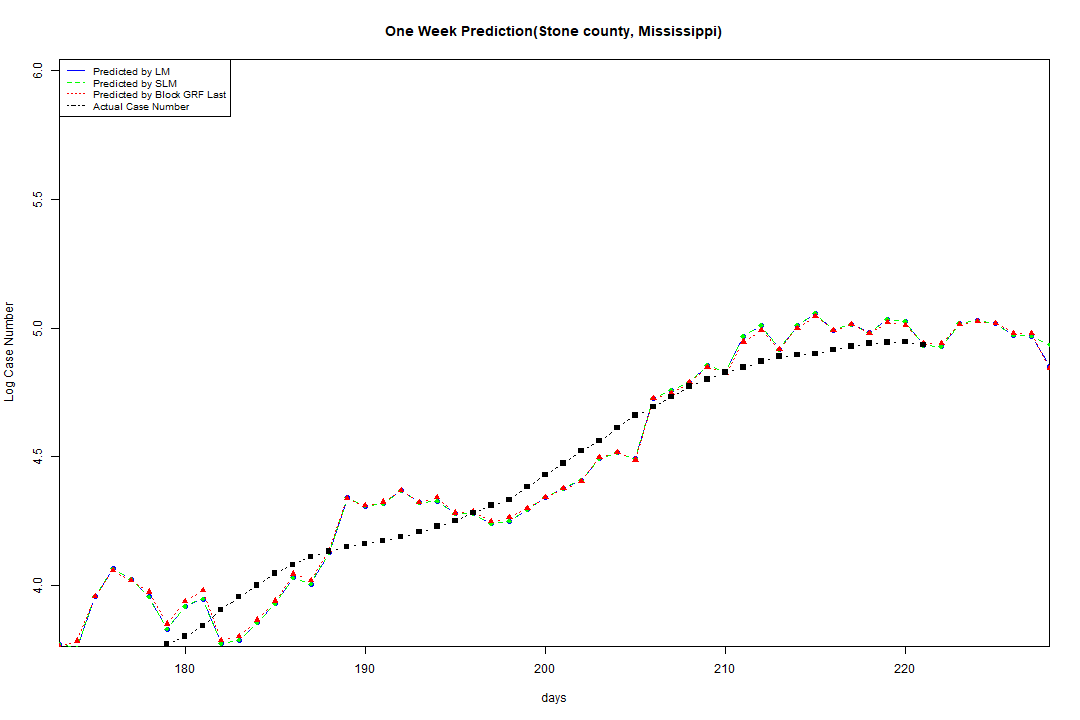 One Week Prediction(Stone county, Mississippi)
Predicted by LM
Predicted by SLM
Predicted by Block GRF Last
Actual Case Number
6.0
5.5
5.0
4.5
4.0
Log Case Number
180 190 200 210 220
days